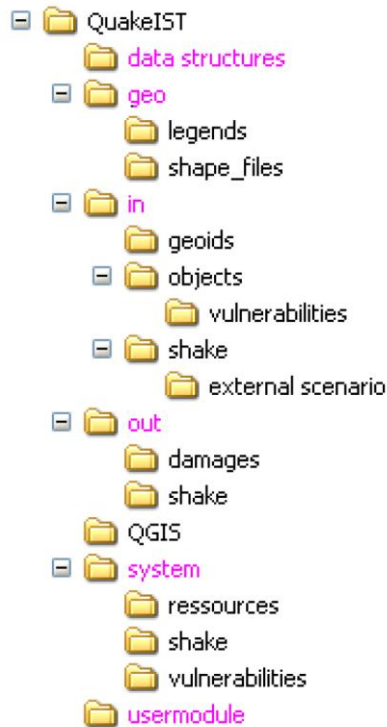 QuakeIST
data structures
geo
legends
shape_files
in
geoids
objects
vulnerabilities
shake
external scenario
out
damages
shake
QGIS
system
ressources
shake
vulnerabilities
usermodule